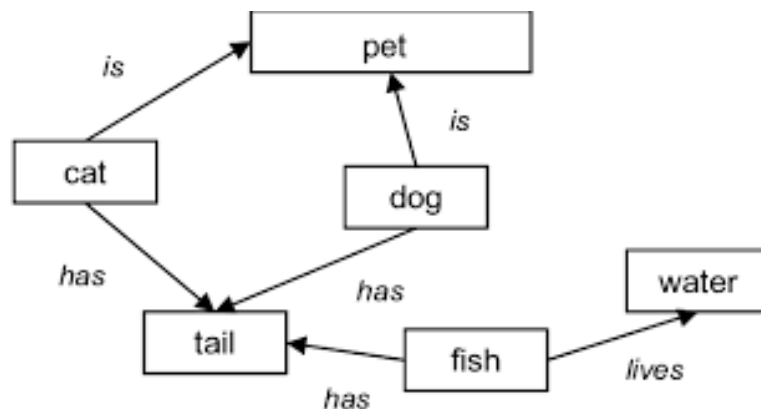 pet
is
is
cat
dog
has
has
water
tail
fish
has
lives